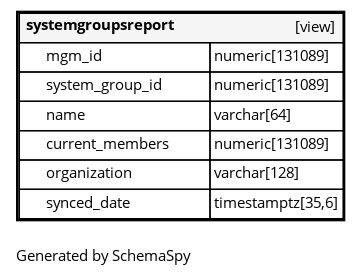 systemgroupsreport [view]
mgm_id numeric[131089]
system_group_id numeric[131089]
name varchar[64]
current_members numeric[131089]
organization varchar[128]
synced_date timestamptz[35,6]
Generated by SchemaSpy